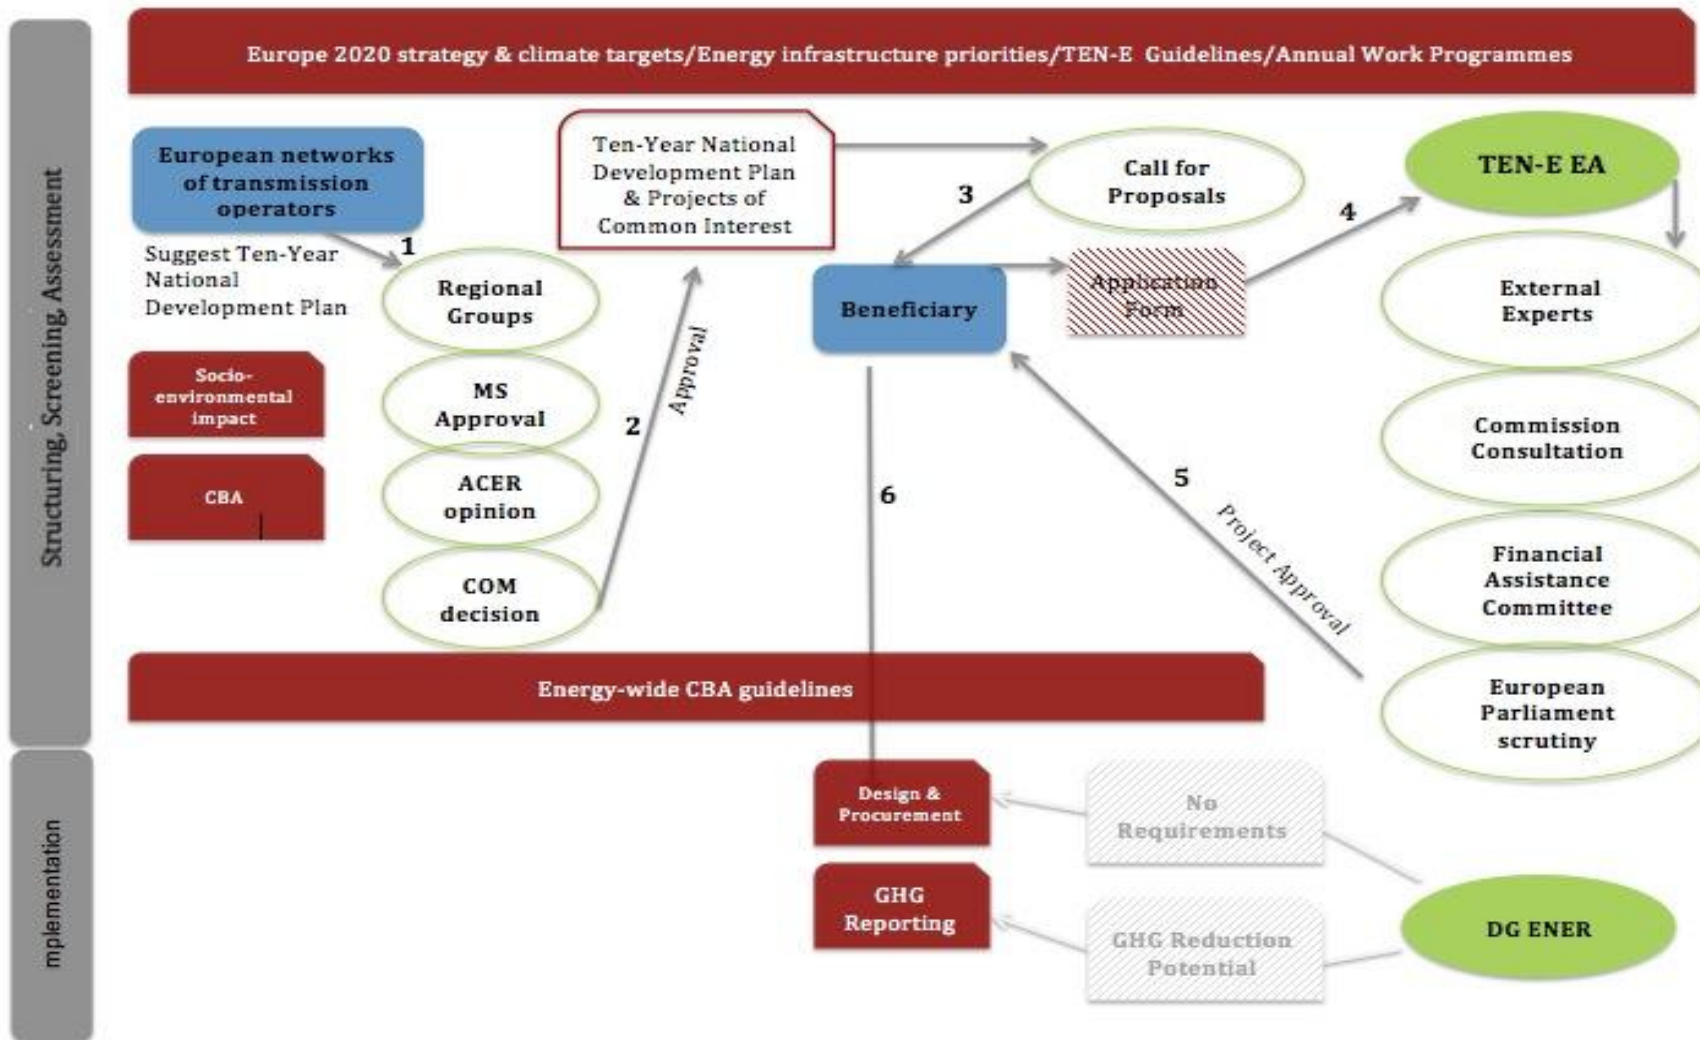 Europe 2020 strategy & climate targets/Energy infrastructure priorities/TEN-E Guidelines/Annual Work Programmes
Structuring, Screening, Assessment
European networks
of transmission
operators
1
Suggest Ten-Year
National
Development Plan
Regional
Groups
MS
Approval
ACER
opinion
COM
decision
Socio-
environmental
impact
CBA
2
Approval
Ten-Year National
Development Plan
& Projects of
Common Interest
3
Call for
Proposals
Beneficiary
Application
Form
4
TEN-E EA
External
Experts
Commission
Consultation
Financial
Assistance
Committee
European
Parliament
scrutiny
5
Project Approval
6
Energy-wide CBA guidelines
mplementation
Design &
Procurement
No
Requirements
GHG
Reporting
GHG Reduction
Potential
DG ENER